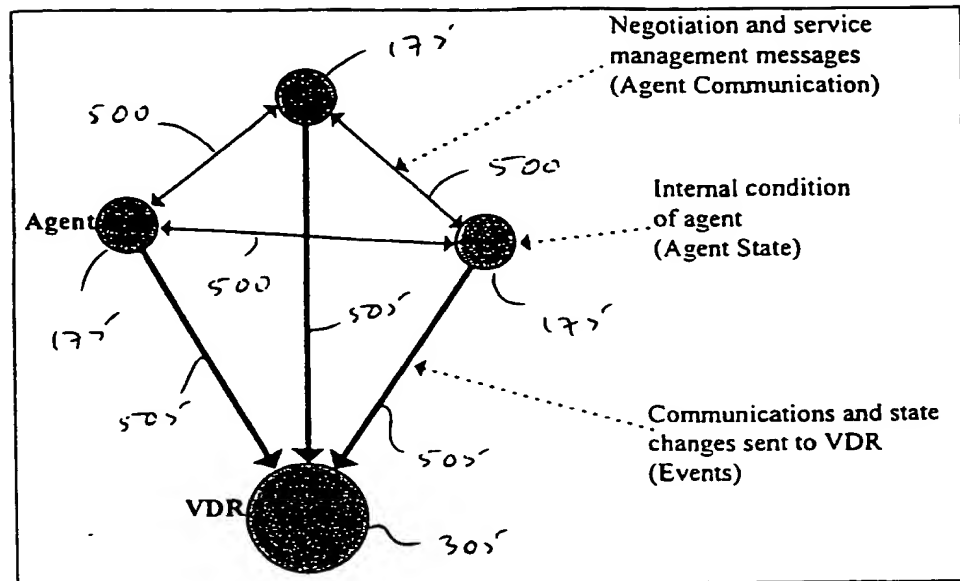 Negotiation and service
management messages
(Agent Communication)
175
500
500
Internal condition
of agent
(Agent State)
Agent
500
175
505
175
505
505
Communications and state
changes sent to VDR
(Events)
VDR
305